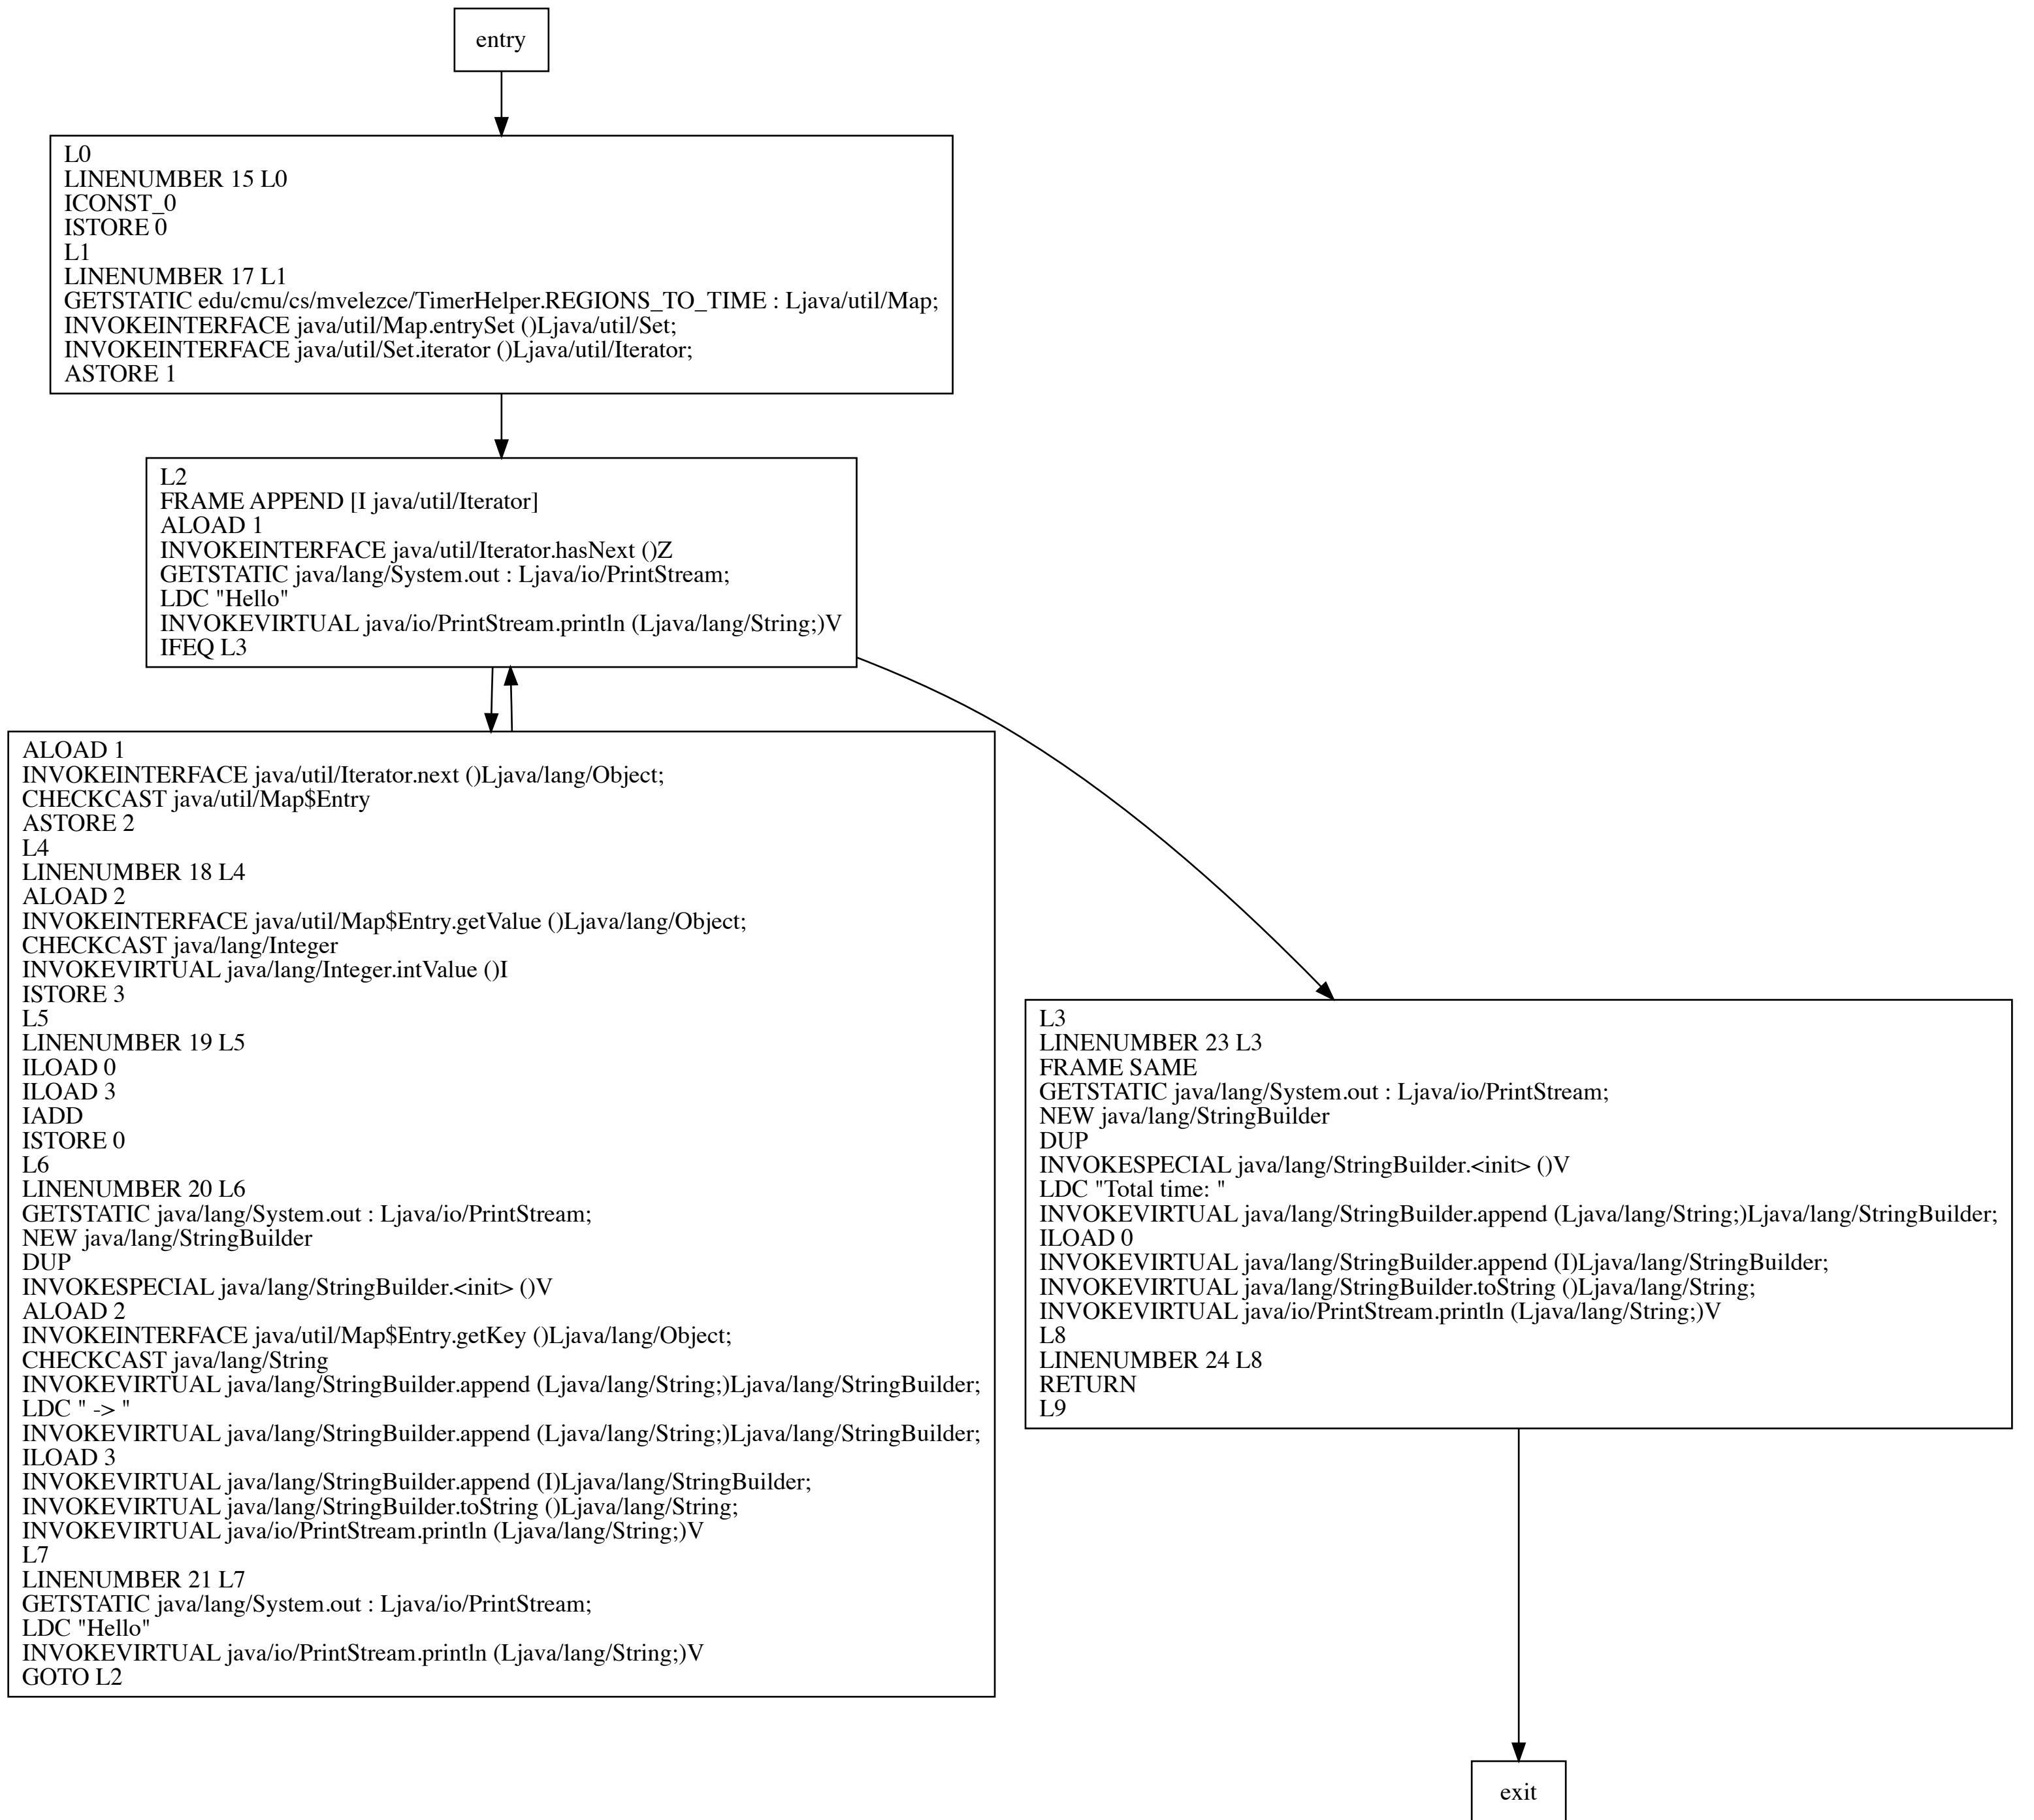 entry
L0
LINENUMBER 15 L0
ICONST_0
ISTORE 0
L1
LINENUMBER 17 L1
GETSTATIC edu/cmu/cs/mvelezce/TimerHelper.REGIONS_TO_TIME : Ljava/util/Map;
INVOKEINTERFACE java/util/Map.entrySet ()Ljava/util/Set;
INVOKEINTERFACE java/util/Set.iterator ()Ljava/util/Iterator;
ASTORE 1
L2
FRAME APPEND [I java/util/Iterator]
ALOAD 1
INVOKEINTERFACE java/util/Iterator.hasNext ()Z
GETSTATIC java/lang/System.out : Ljava/io/PrintStream;
LDC "Hello"
INVOKEVIRTUAL java/io/PrintStream.println (Ljava/lang/String;)V
IFEQ L3
ALOAD 1
INVOKEINTERFACE java/util/Iterator.next ()Ljava/lang/Object;
CHECKCAST java/util/Map$Entry
ASTORE 2
L4
LINENUMBER 18 L4
ALOAD 2
INVOKEINTERFACE java/util/Map$Entry.getValue ()Ljava/lang/Object;
CHECKCAST java/lang/Integer
INVOKEVIRTUAL java/lang/Integer.intValue ()I
ISTORE 3
L5
LINENUMBER 19 L5
ILOAD 0
ILOAD 3
IADD
ISTORE 0
L6
LINENUMBER 20 L6
GETSTATIC java/lang/System.out : Ljava/io/PrintStream;
NEW java/lang/StringBuilder
DUP
INVOKESPECIAL java/lang/StringBuilder.<init> ()V
ALOAD 2
INVOKEINTERFACE java/util/Map$Entry.getKey ()Ljava/lang/Object;
CHECKCAST java/lang/String
INVOKEVIRTUAL java/lang/StringBuilder.append (Ljava/lang/String;)Ljava/lang/StringBuilder;
LDC " -> "
INVOKEVIRTUAL java/lang/StringBuilder.append (Ljava/lang/String;)Ljava/lang/StringBuilder;
ILOAD 3
INVOKEVIRTUAL java/lang/StringBuilder.append (I)Ljava/lang/StringBuilder;
INVOKEVIRTUAL java/lang/StringBuilder.toString ()Ljava/lang/String;
INVOKEVIRTUAL java/io/PrintStream.println (Ljava/lang/String;)V
L7
LINENUMBER 21 L7
GETSTATIC java/lang/System.out : Ljava/io/PrintStream;
LDC "Hello"
INVOKEVIRTUAL java/io/PrintStream.println (Ljava/lang/String;)V
GOTO L2
L3
LINENUMBER 23 L3
FRAME SAME
GETSTATIC java/lang/System.out : Ljava/io/PrintStream;
NEW java/lang/StringBuilder
DUP
INVOKESPECIAL java/lang/StringBuilder.<init> ()V
LDC "Total time: "
INVOKEVIRTUAL java/lang/StringBuilder.append (Ljava/lang/String;)Ljava/lang/StringBuilder;
ILOAD 0
INVOKEVIRTUAL java/lang/StringBuilder.append (I)Ljava/lang/StringBuilder;
INVOKEVIRTUAL java/lang/StringBuilder.toString ()Ljava/lang/String;
INVOKEVIRTUAL java/io/PrintStream.println (Ljava/lang/String;)V
L8
LINENUMBER 24 L8
RETURN
L9
exit